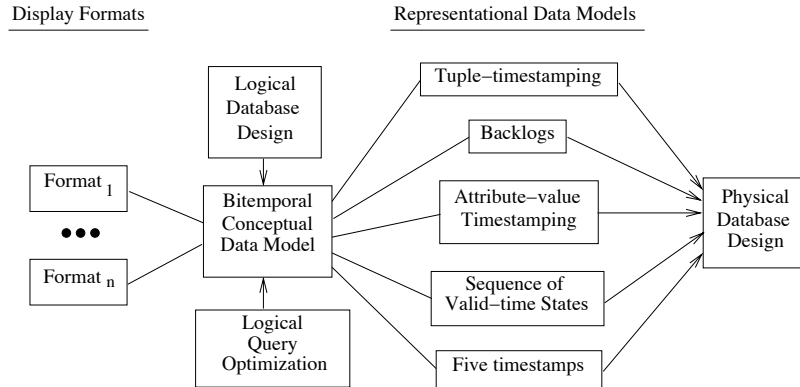 Display Formats
Representational Data Models
Logical
Database
Design
Tuple−timestamping
Backlogs
Format 1
Bitemporal
Conceptual
Data Model
Attribute−value
Timestamping
Physical
Database
Design
Format n
Sequence of
Valid−time States
Logical
Query
Optimization
Five timestamps